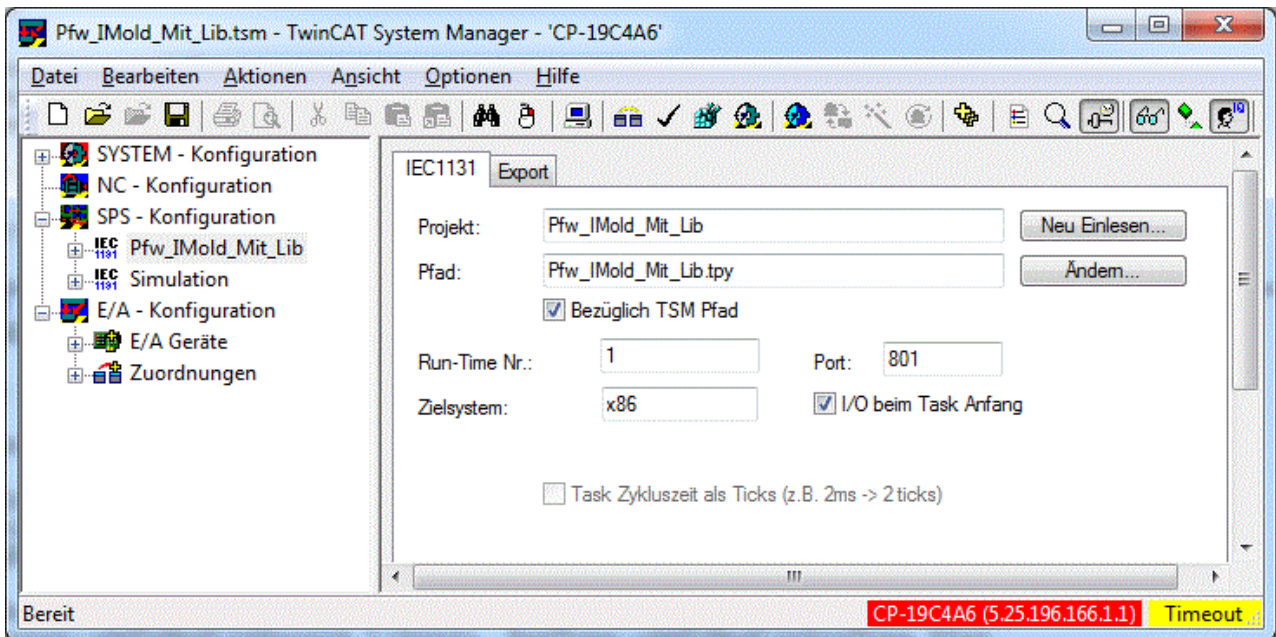 Pfw_IMold_Mit_Lib.tsm - TwinCAT System Manager - 'CP-19C4A6'
Datei Bearbeiten Aktionen Ansicht Optionen Hilfe
SYSTEM - Konfiguration
NC - Konfiguration
SPS - Konfiguration
IEC 1131 Pfw_IMold_Mit_Lib
IEC 1131 Simulation
E/A - Konfiguration
E/A Geräte
Zuordnungen
IEC1131 Export
Projekt: Pfw_IMold_Mit_Lib Neu Einlesen...
Pfad: Pfw_IMold_Mit_Lib.tpy Ändern...
Bezüglich TSM Pfad
Run-Time Nr.: 1 Port: 801
Zielsystem: x86 I/O beim Task Anfang
Task Zykluszeit als Ticks (z.B. 2ms -> 2 ticks)
Bereit CP-19C4A6 (5.25.196.166.1.1) Timeout